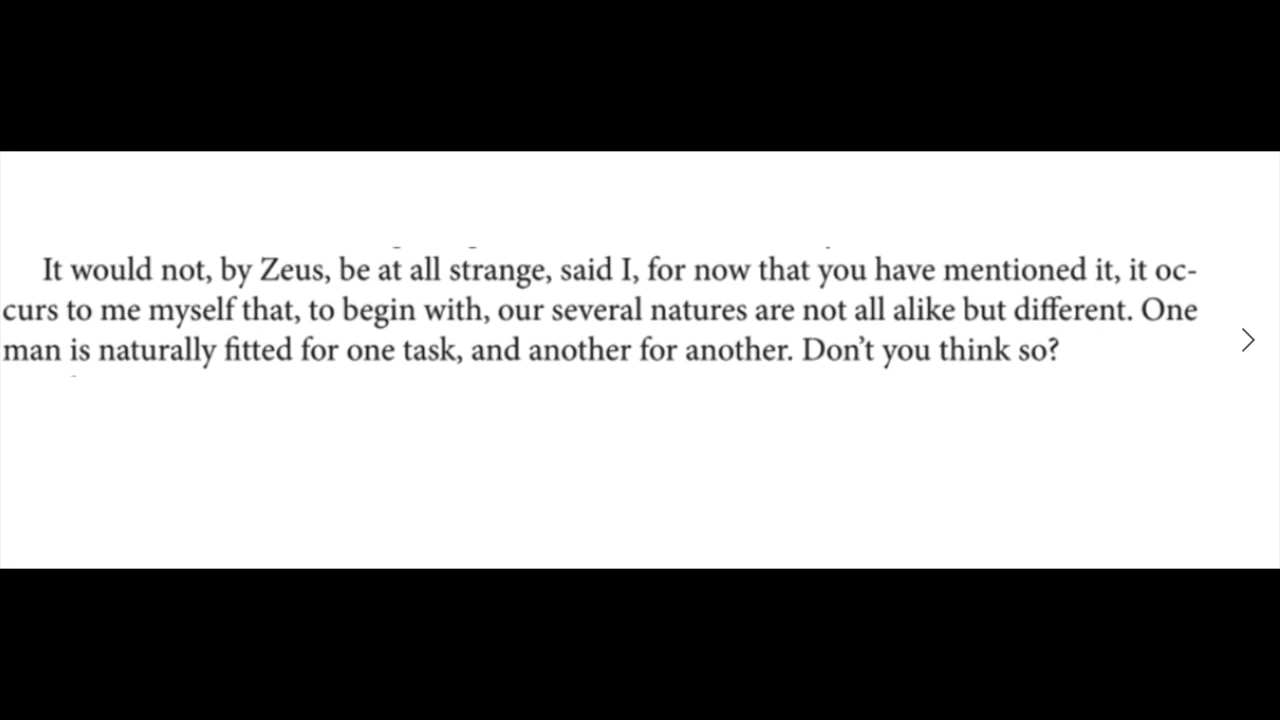 It would not, by Zeus, be at all strange, said I, for now that you have mentioned it, it oc-
curs to me myself that, to begin with, our several natures are not all alike but different. One
man is naturally fitted for one task, and another for another. Don’t you think so?